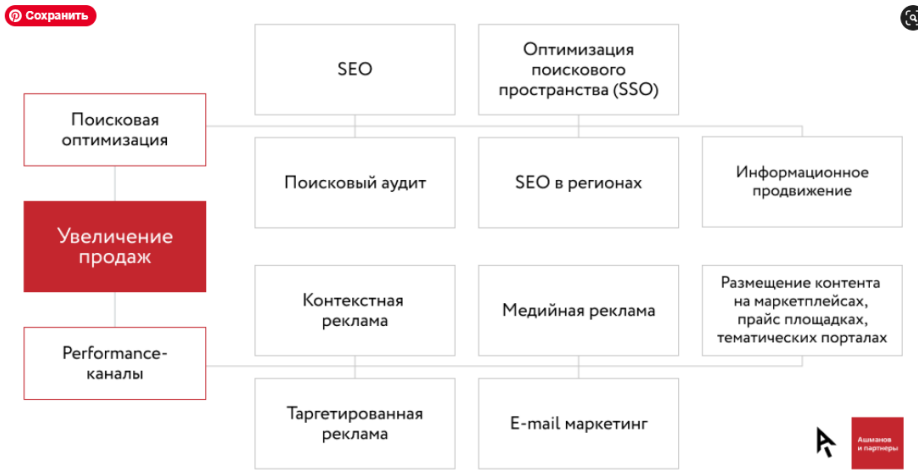 Сохранить
SEO
Оптимизация
поискового
пространства (SSO)
Поисковая
оптимизация
Поисковый аудит
SEO в регионах
Информационное
продвижение
Увеличение
продаж
Контекстная
реклама
Медийная реклама
Размещение контента
на маркетплейсах,
прайс площадках,
тематических порталах
Performance-
каналы
Таргетированная
реклама
E-mail маркетинг
Ашманов
и партнеры